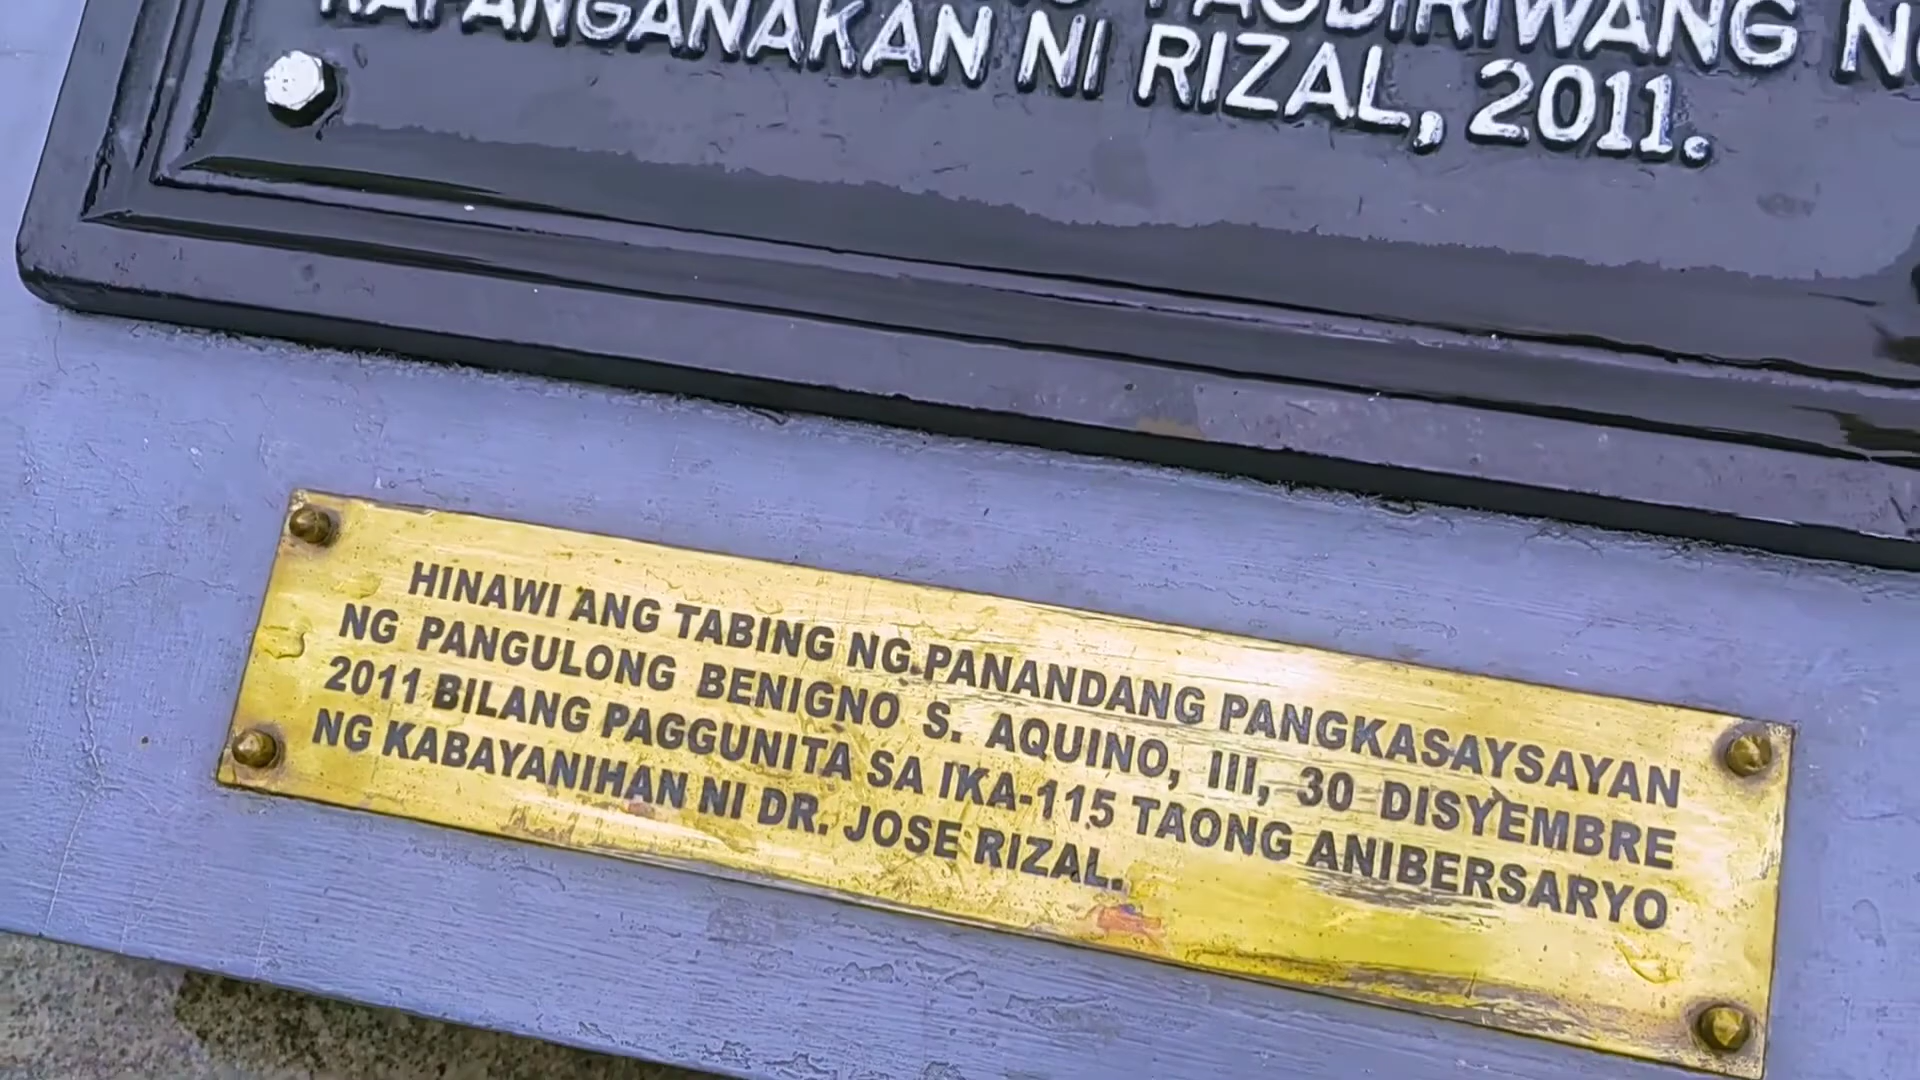 PAGDIRIWANG
KAPANGANAKAN NI RIZAL, 2011.
HINAWI ANG TABING NG PANANDANG PANGKASAYSAYAN
NG PANGULONG BENIGNO S. AQUINO, III, 30 DISYEMBRE
2011 BILANG PAGGUNITA SA IKA-115 TAONG ANIBERSARYO
NG KABAYANIHAN NI DR. JOSE RIZAL.